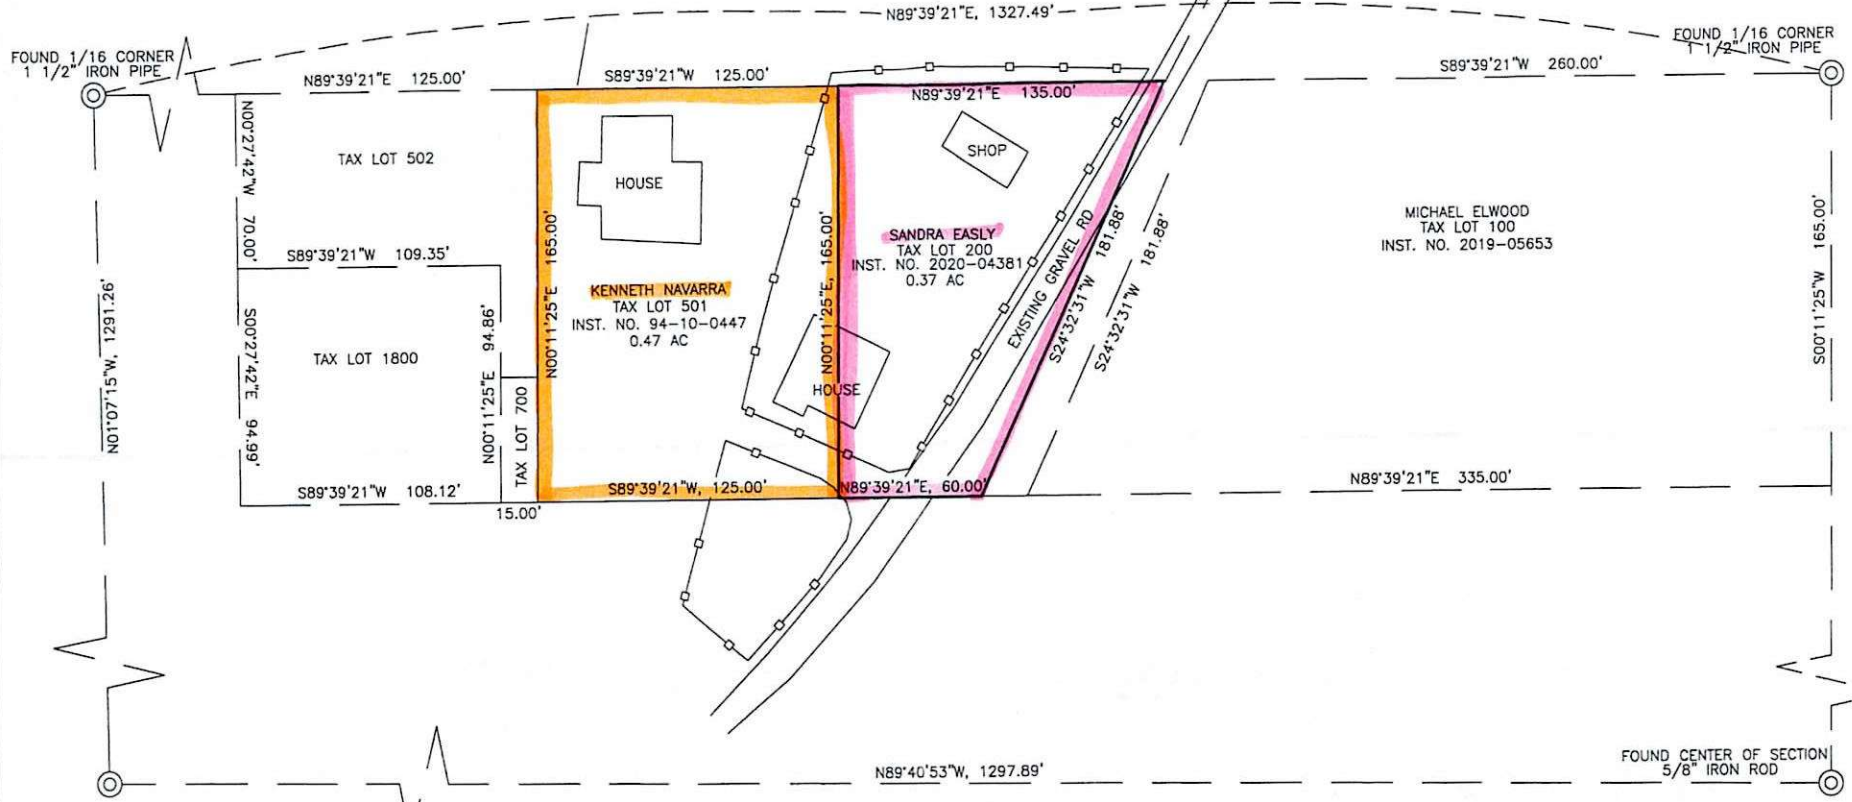 N89°39'21"E, 1327.49'
FOUND 1/16 CORNER
1 1/2" IRON PIPE
FOUND 1/16 CORNER
1 1/2" IRON PIPE
N89°39'21"E 125.00'
S89°39'21"W 125.00'
N89°39'21"E 135.00'
S89°39'21"W 260.00'
N00°27'42"W 70.00'
TAX LOT 502
HOUSE
SHOP
S89°39'21"W 109.35'
N00°11'25"E 165.00'
KENNETH NAVARRA
TAX LOT 501
INST. NO. 94-10-0447
0.47 AC
N00°11'25"E, 165.00'
SANDRA EASLY
TAX LOT 200
INST. NO. 2020-04381
0.37 AC
EXISTING GRAVEL RD
S24°32'31"W 181.88'
S24°32'31"W 181.88'
MICHAEL ELWOOD
TAX LOT 100
INST. NO. 2019-05653
S00°11'25"W 165.00'
N01°07'15"W, 1291.26'
S00°27'42"E 94.99'
TAX LOT 1800
N00°11'25"E 94.86'
TAX LOT 700
HOUSE
S89°39'21"W 108.12'
15.00'
S89°39'21"W, 125.00'
N89°39'21"E, 60.00'
N89°39'21"E 335.00'
N89°40'53"W, 1297.89'
FOUND CENTER OF SECTION
5/8" IRON ROD